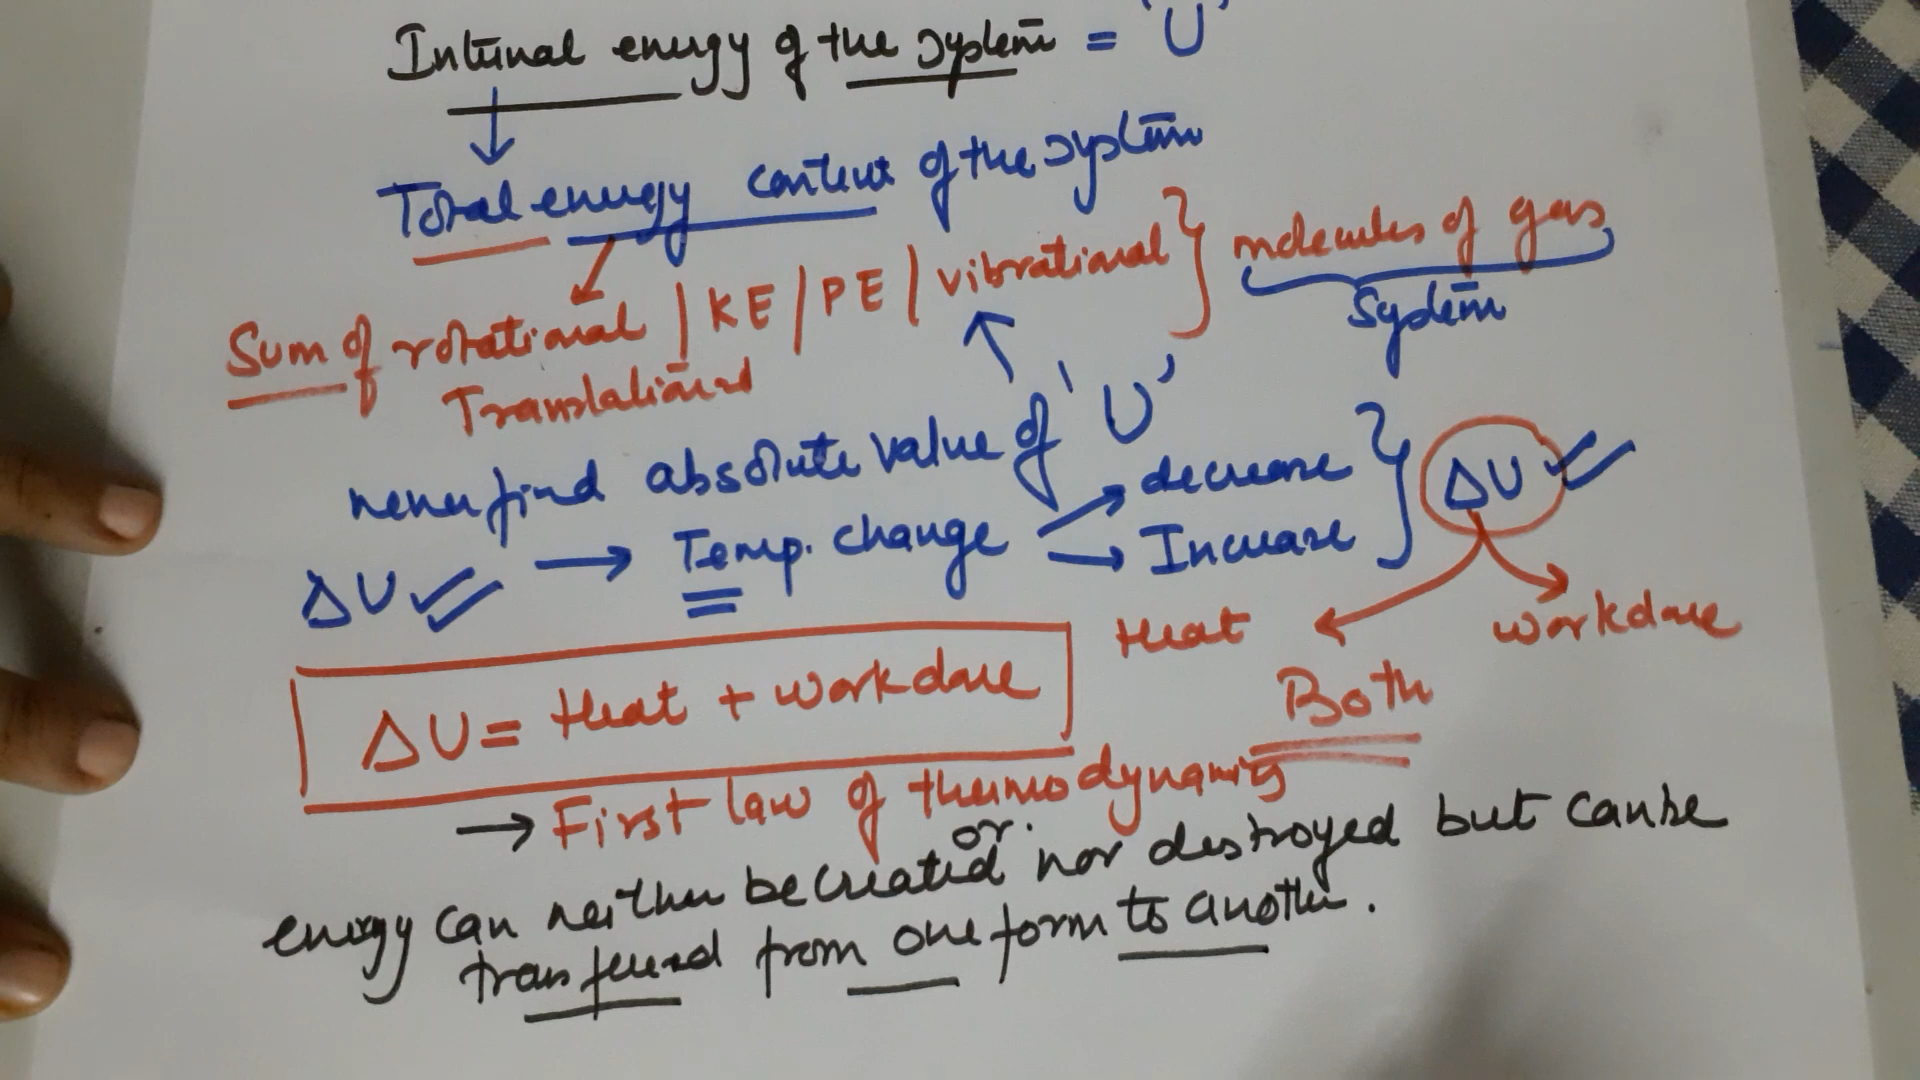 Internal energy of the system = 'U'
Total energy content of the system
Sum of rotational / KE / PE / vibrational } molecules of gas
Translational
System
never find absolute value of 'U'
ΔU → Temp. change → decrease
→ Increase } ΔU
Heat ← → workdone
Both
ΔU = Heat + workdone
→ First law of thermodynamics
or.
energy can neither be created nor destroyed but can be
transferred from one form to another.